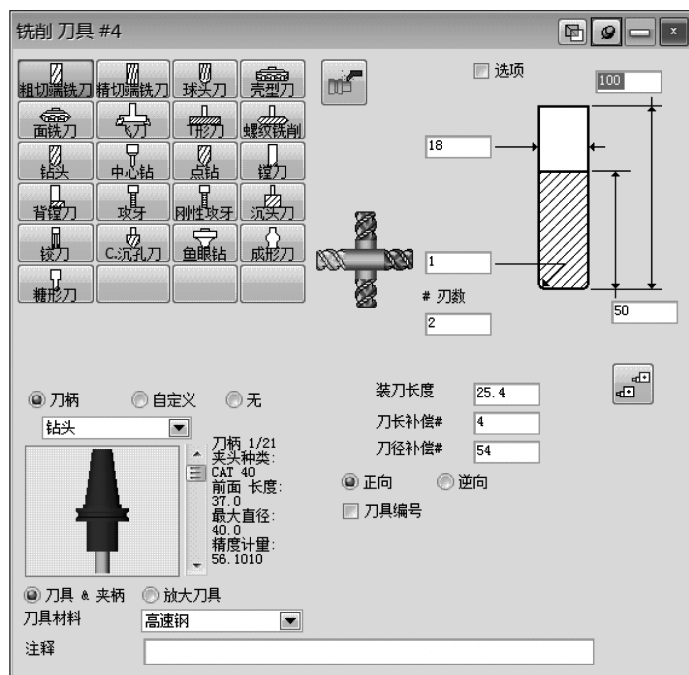 铣削 刀具 #4
粗切端铣刀 精切端铣刀 球头刀 壳型刀
面铣刀 飞刀 T形刀 螺纹铣削
钻头 中心钻 点钻 镗刀
背镗刀 攻牙 刚性攻牙 沉头刀
铰刀 C.沉孔刀 鱼眼钻 成形刀
糖形刀
选项
100
18
1
# 刃数
2
50
刀柄 自定义 无
钻头
刀柄 1/21
夹头种类:
CAT 40
前面 长度:
37.0
最大直径:
40.0
精度计量:
56.1010
装刀长度 25.4
刀长补偿# 4
刀径补偿# 54
正向 逆向
刀具编号
刀具 & 夹柄 放大刀具
刀具材料 高速钢
注释